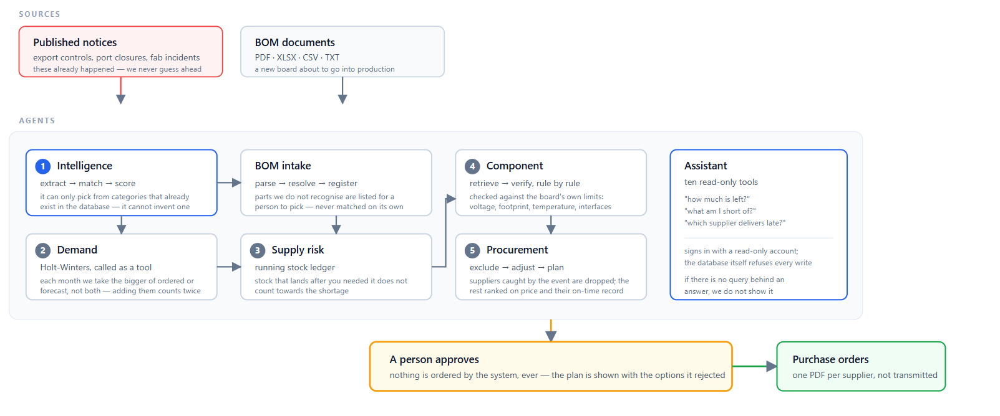 SOURCES
Published notices
export controls, port closures, fab incidents
these already happened — we never guess ahead
BOM documents
PDF · XLSX · CSV · TXT
a new board about to go into production
AGENTS
1 Intelligence
extract → match → score
it can only pick from categories that already
exist in the database — it cannot invent one
BOM intake
parse → resolve → register
parts we do not recognise are listed for a
person to pick — never matched on its own
4 Component
retrieve → verify, rule by rule
checked against the board's own limits:
voltage, footprint, temperature, interfaces
Assistant
ten read-only tools
"how much is left?"
"what am I short of?"
"which supplier delivers late?"
signs in with a read-only account;
the database itself refuses every write
if there is no query behind an
answer, we do not show it
2 Demand
Holt-Winters, called as a tool
each month we take the bigger of ordered or
forecast, not both — adding them counts twice
3 Supply risk
running stock ledger
stock that lands after you needed it does not
count towards the shortage
5 Procurement
exclude → adjust → plan
suppliers caught by the event are dropped; the
rest ranked on price and their on-time record
A person approves
nothing is ordered by the system, ever — the plan is shown with the options it rejected
Purchase orders
one PDF per supplier, not transmitted